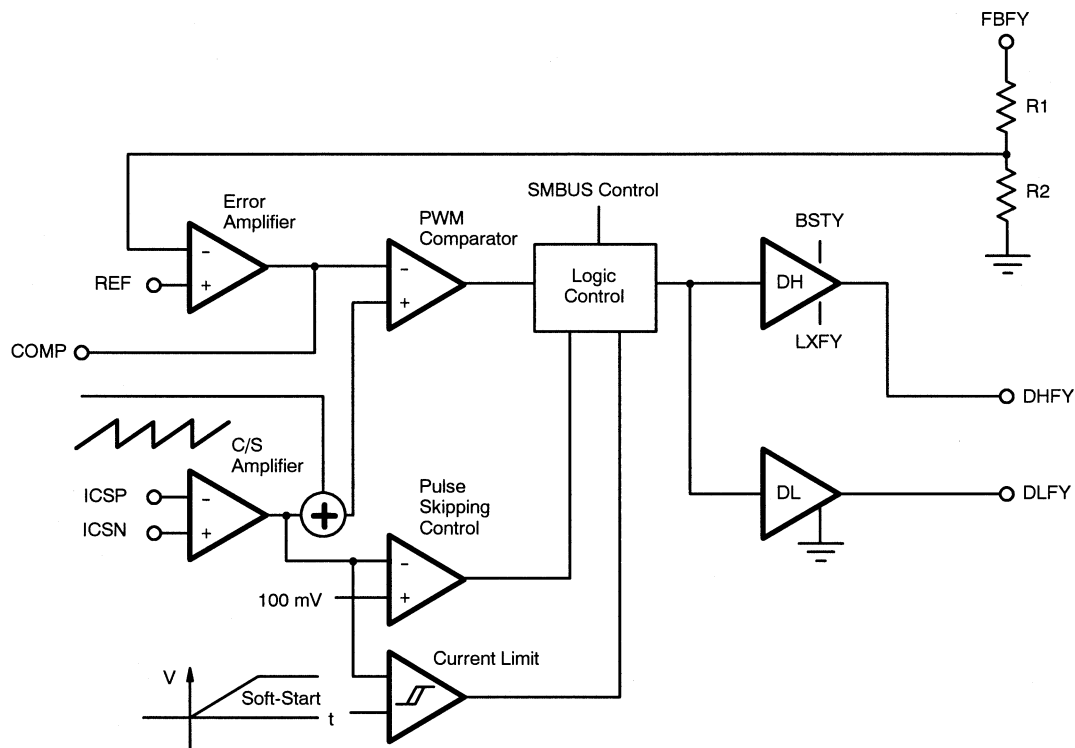 FBFY
R1
R2
SMBUS Control
Error
Amplifier
PWM
Comparator
BSTY
-
+
REF
-
+
Logic
Control
DH
LXFY
COMP
DHFY
C/S
Amplifier
ICSP
-
ICSN
+
+
Pulse
Skipping
Control
DL
DLFY
-
100 mV
+
Current Limit
V
Soft-Start
t